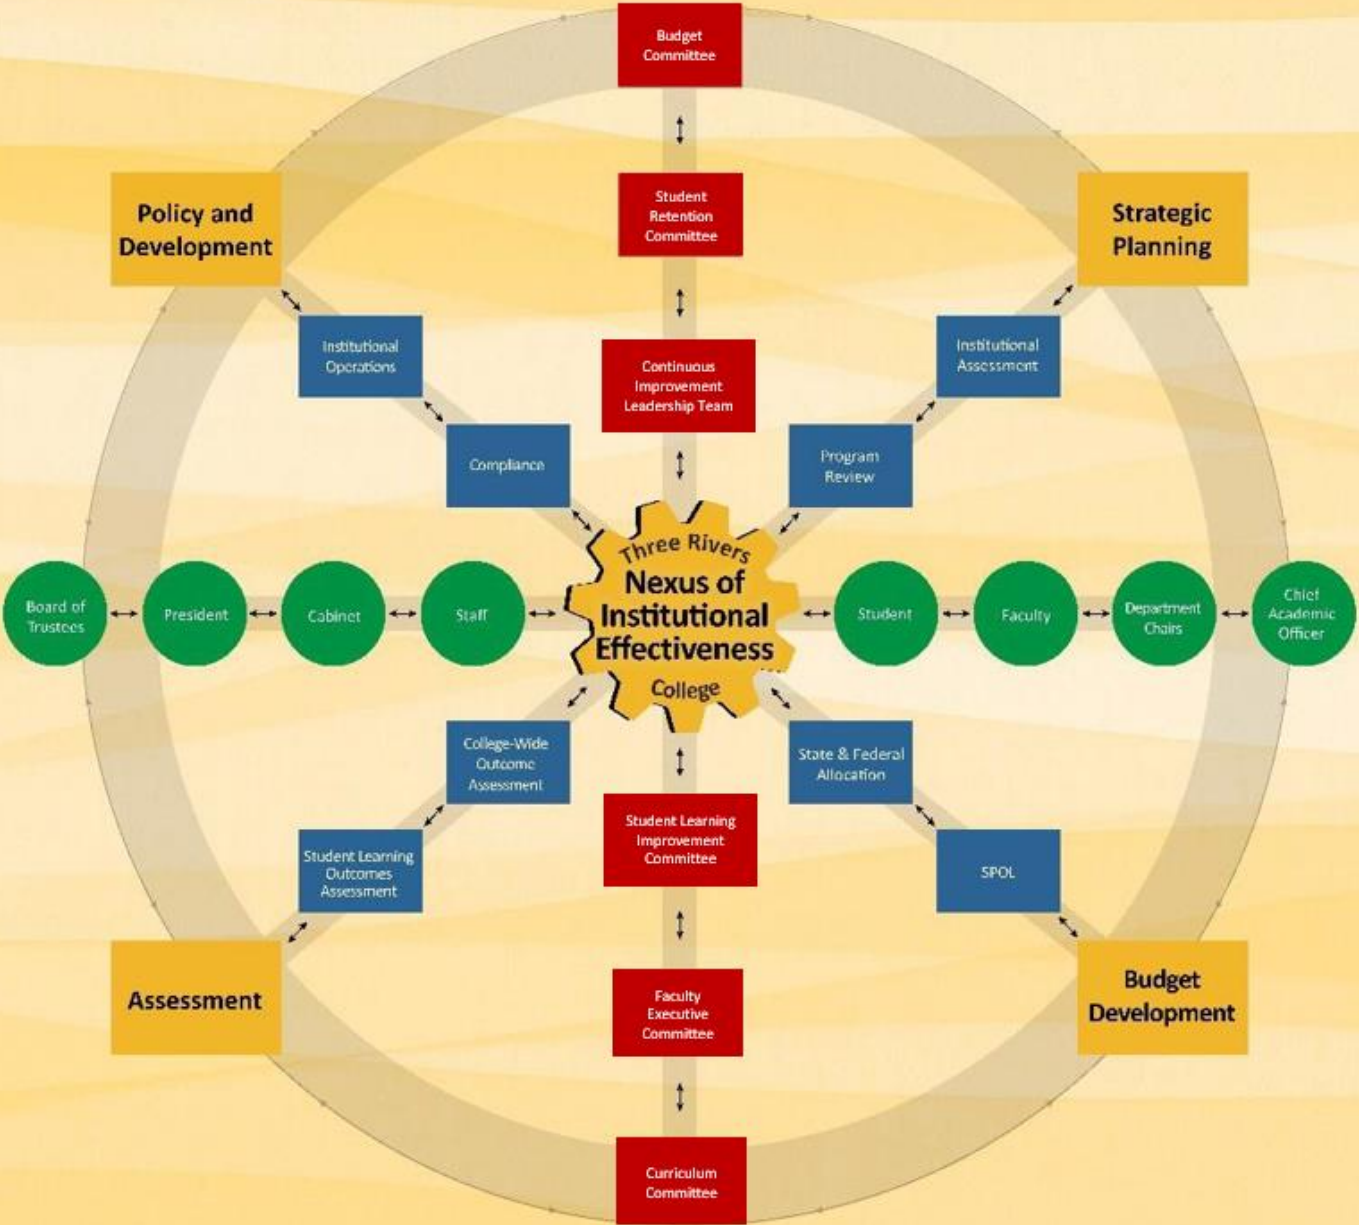 Budget
Committee
Student
Retention
Committee
Policy and
Development
Strategic
Planning
Institutional
Operations
Continuous
Improvement
Leadership Team
Institutional
Assessment
Compliance
Program
Review
Three Rivers
Nexus of
Institutional
Effectiveness
College
Board of
Trustees
President
Cabinet
Staff
Student
Faculty
Department
Chairs
Chief
Academic
Officer
College-Wide
Outcome
Assessment
State & Federal
Allocation
Student Learning
Improvement
Committee
Student Learning
Outcomes
Assessment
SPOL
Assessment
Faculty
Executive
Committee
Budget
Development
Curriculum
Committee